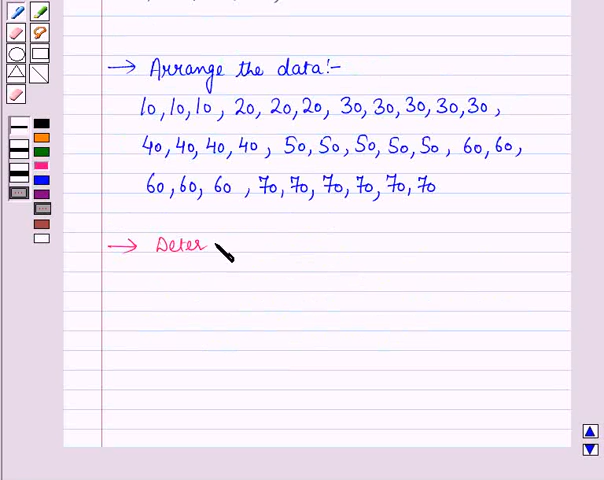 → Arrange the data:-
10, 10, 10, 20, 20, 20, 30, 30, 30, 30, 30,
40, 40, 40, 40, 50, 50, 50, 50, 50, 60, 60,
60, 60, 60, 70, 70, 70, 70, 70, 70
→ Deter